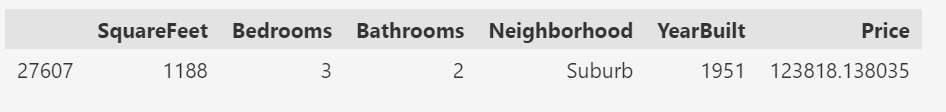 SquareFeet Bedrooms Bathrooms Neighborhood YearBuilt Price
27607 1188 3 2 Suburb 1951 123818.138035